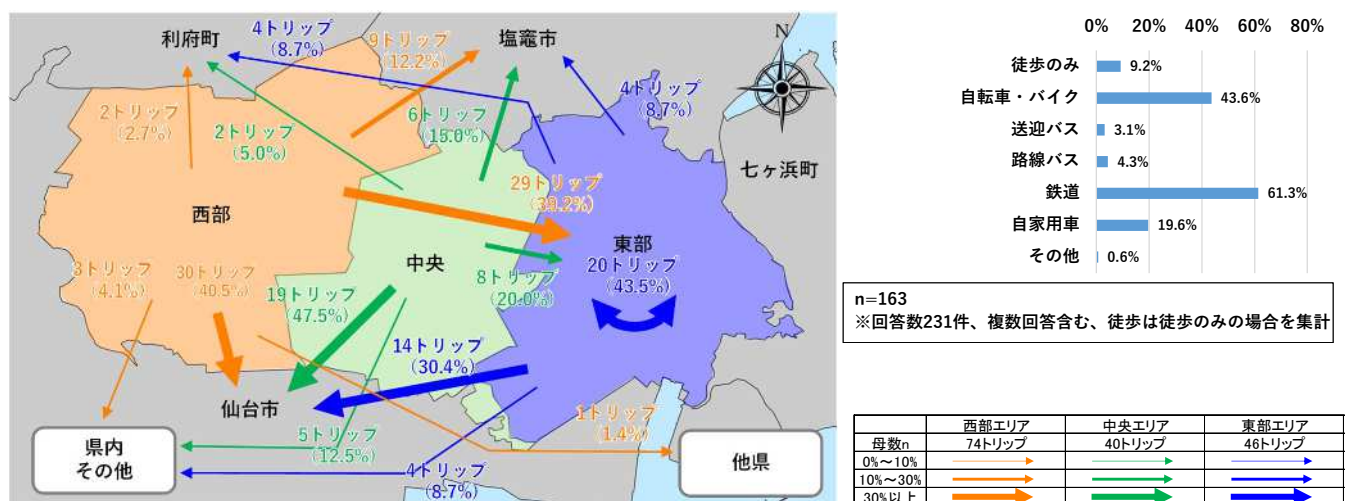 利府町
4トリップ
(8.7%)
9トリップ
(12.2%)
塩竈市
N
2トリップ
(2.7%)
2トリップ
(5.0%)
6トリップ
(15.0%)
4トリップ
(8.7%)
七ヶ浜町
西部
29トリップ
(39.2%)
中央
東部
20トリップ
(43.5%)
3トリップ
(4.1%)
30トリップ
(40.5%)
19トリップ
(47.5%)
8トリップ
(20.0%)
14トリップ
(30.4%)
仙台市
1トリップ
(1.4%)
5トリップ
(12.5%)
4トリップ
(8.7%)
県内
その他
他県
0% 20% 40% 60% 80%
徒歩のみ 9.2%
自転車・バイク 43.6%
送迎バス 3.1%
路線バス 4.3%
鉄道 61.3%
自家用車 19.6%
その他 0.6%
n=163
※回答数231件、複数回答含む、徒歩は徒歩のみの場合を集計
西部エリア 中央エリア 東部エリア
母数n 74トリップ 40トリップ 46トリップ
0%~10%
10%~30%
30%以上